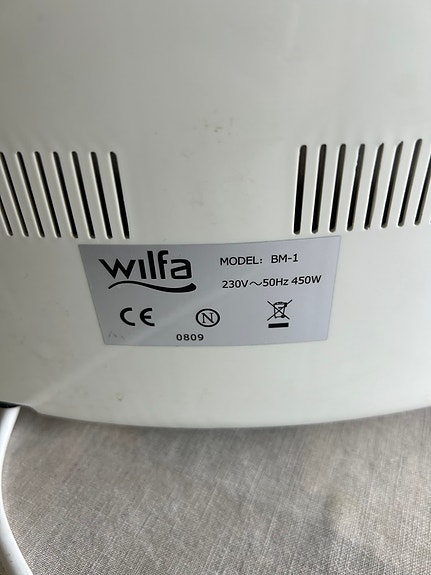 wilfa
MODEL: BM-1
230V～50Hz 450W
CE
N
0809